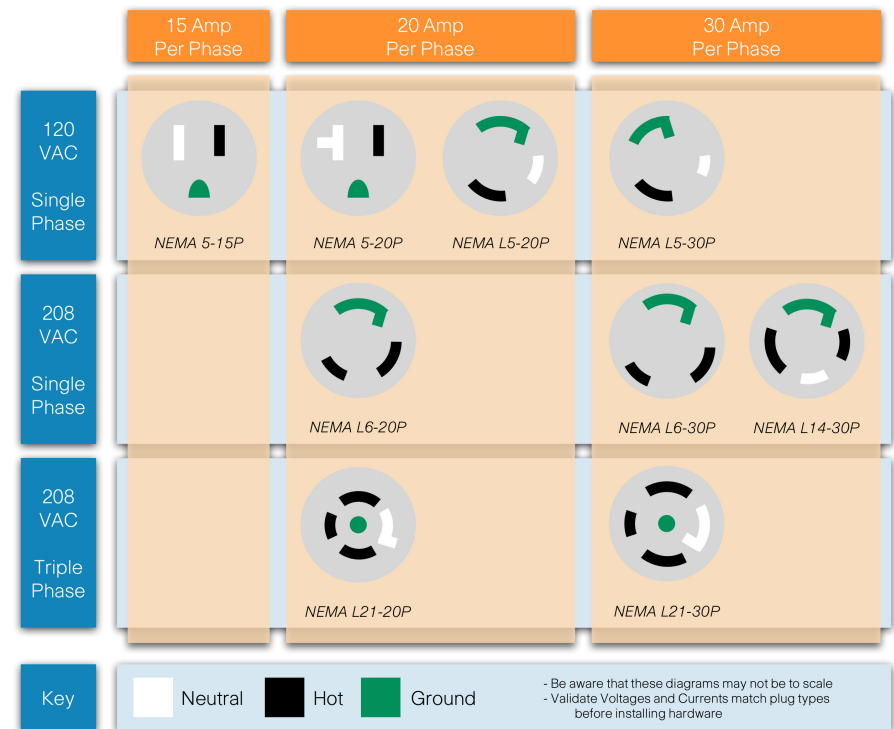 15 Amp
Per Phase
20 Amp
Per Phase
30 Amp
Per Phase
120
VAC
Single
Phase
NEMA 5-15P
NEMA 5-20P
NEMA L5-20P
NEMA L5-30P
208
VAC
Single
Phase
NEMA L6-20P
NEMA L6-30P
NEMA L14-30P
208
VAC
Triple
Phase
NEMA L21-20P
NEMA L21-30P
Key
Neutral
Hot
Ground
- Be aware that these diagrams may not be to scale
- Validate Voltages and Currents match plug types
before installing hardware